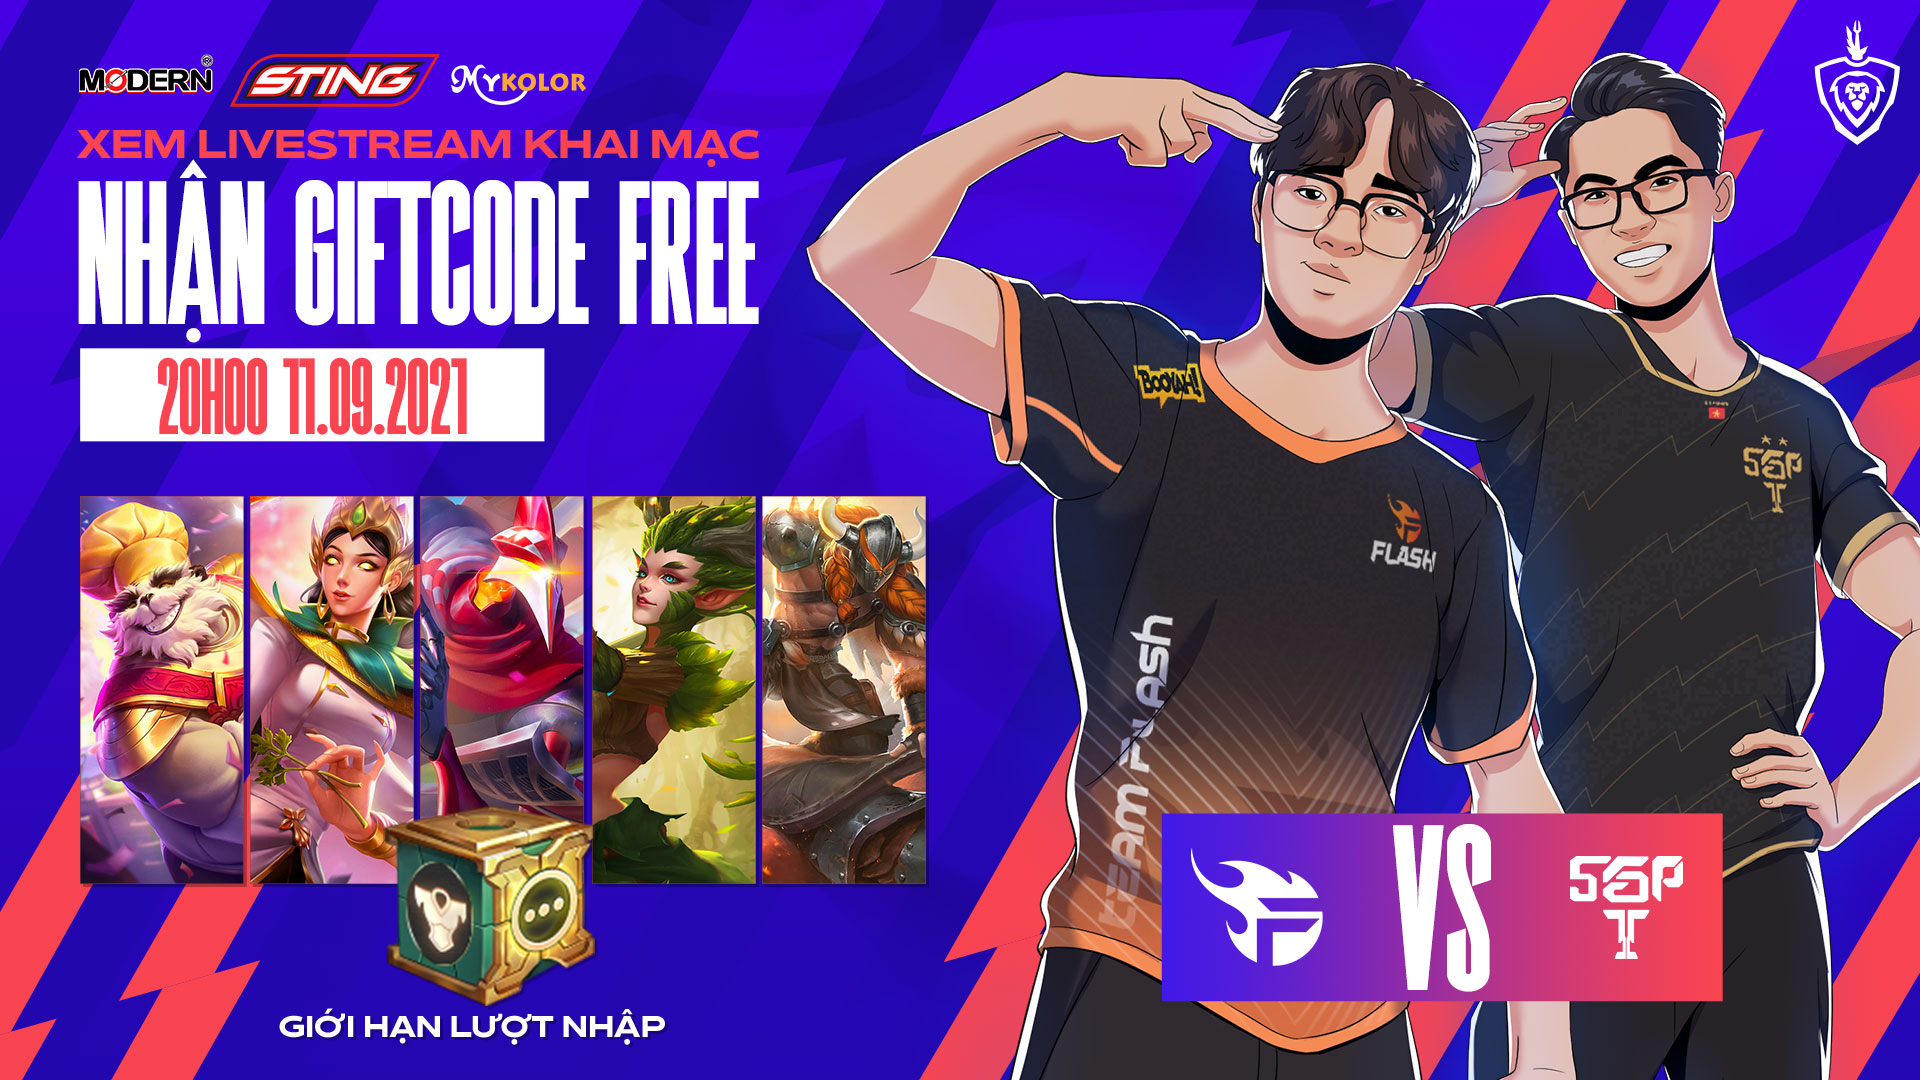 MODERN®
STING
MYKOLOR
XEM LIVESTREAM KHAI MẠC
NHẬN GIFTCODE FREE
20H00 11.09.2021
BOOYAH!
FLASH
TEAM FLASH
SGP
GIỚI HẠN LƯỢT NHẬP
VS
SGP